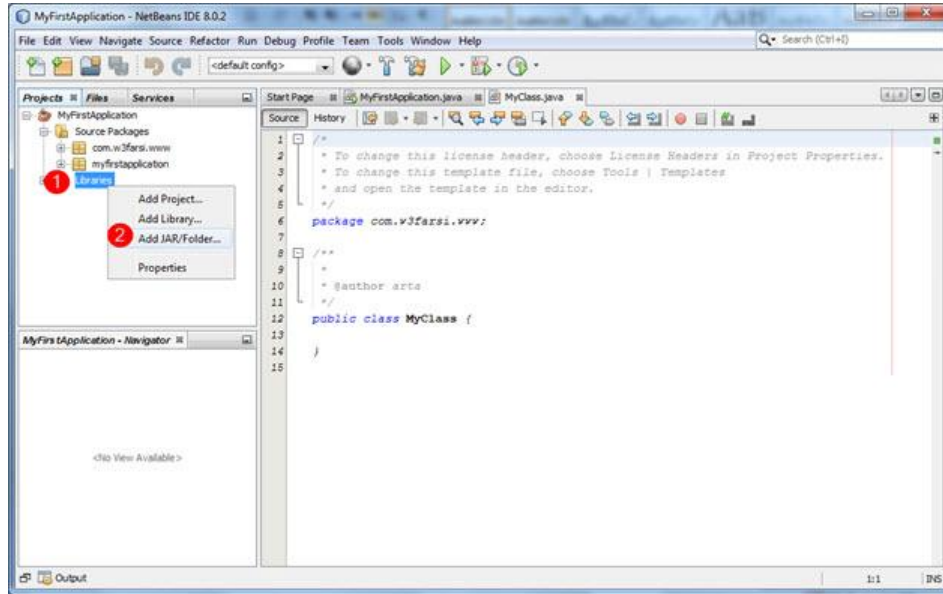 MyFirstApplication - NetBeans IDE 8.0.2
File Edit View Navigate Source Refactor Run Debug Profile Team Tools Window Help
Search (Ctrl+I)
<default config>
Projects Files Services
MyFirstApplication
Source Packages
com.w3farsi.www
myfirstapplication
1
Libraries
Add Project...
Add Library...
2
Add JAR/Folder...
Properties
MyFirstApplication - Navigator
<No View Available>
Start Page MyFirstApplication.java MyClass.java
Source History
1 /*
2 * To change this license header, choose License Headers in Project Properties.
3 * To change this template file, choose Tools | Templates
4 * and open the template in the editor.
5 */
6 package com.w3farsi.www;
7
8 /**
9 *
10 * @author arta
11 */
12 public class MyClass {
13
14 }
15
Output
1:1 INS